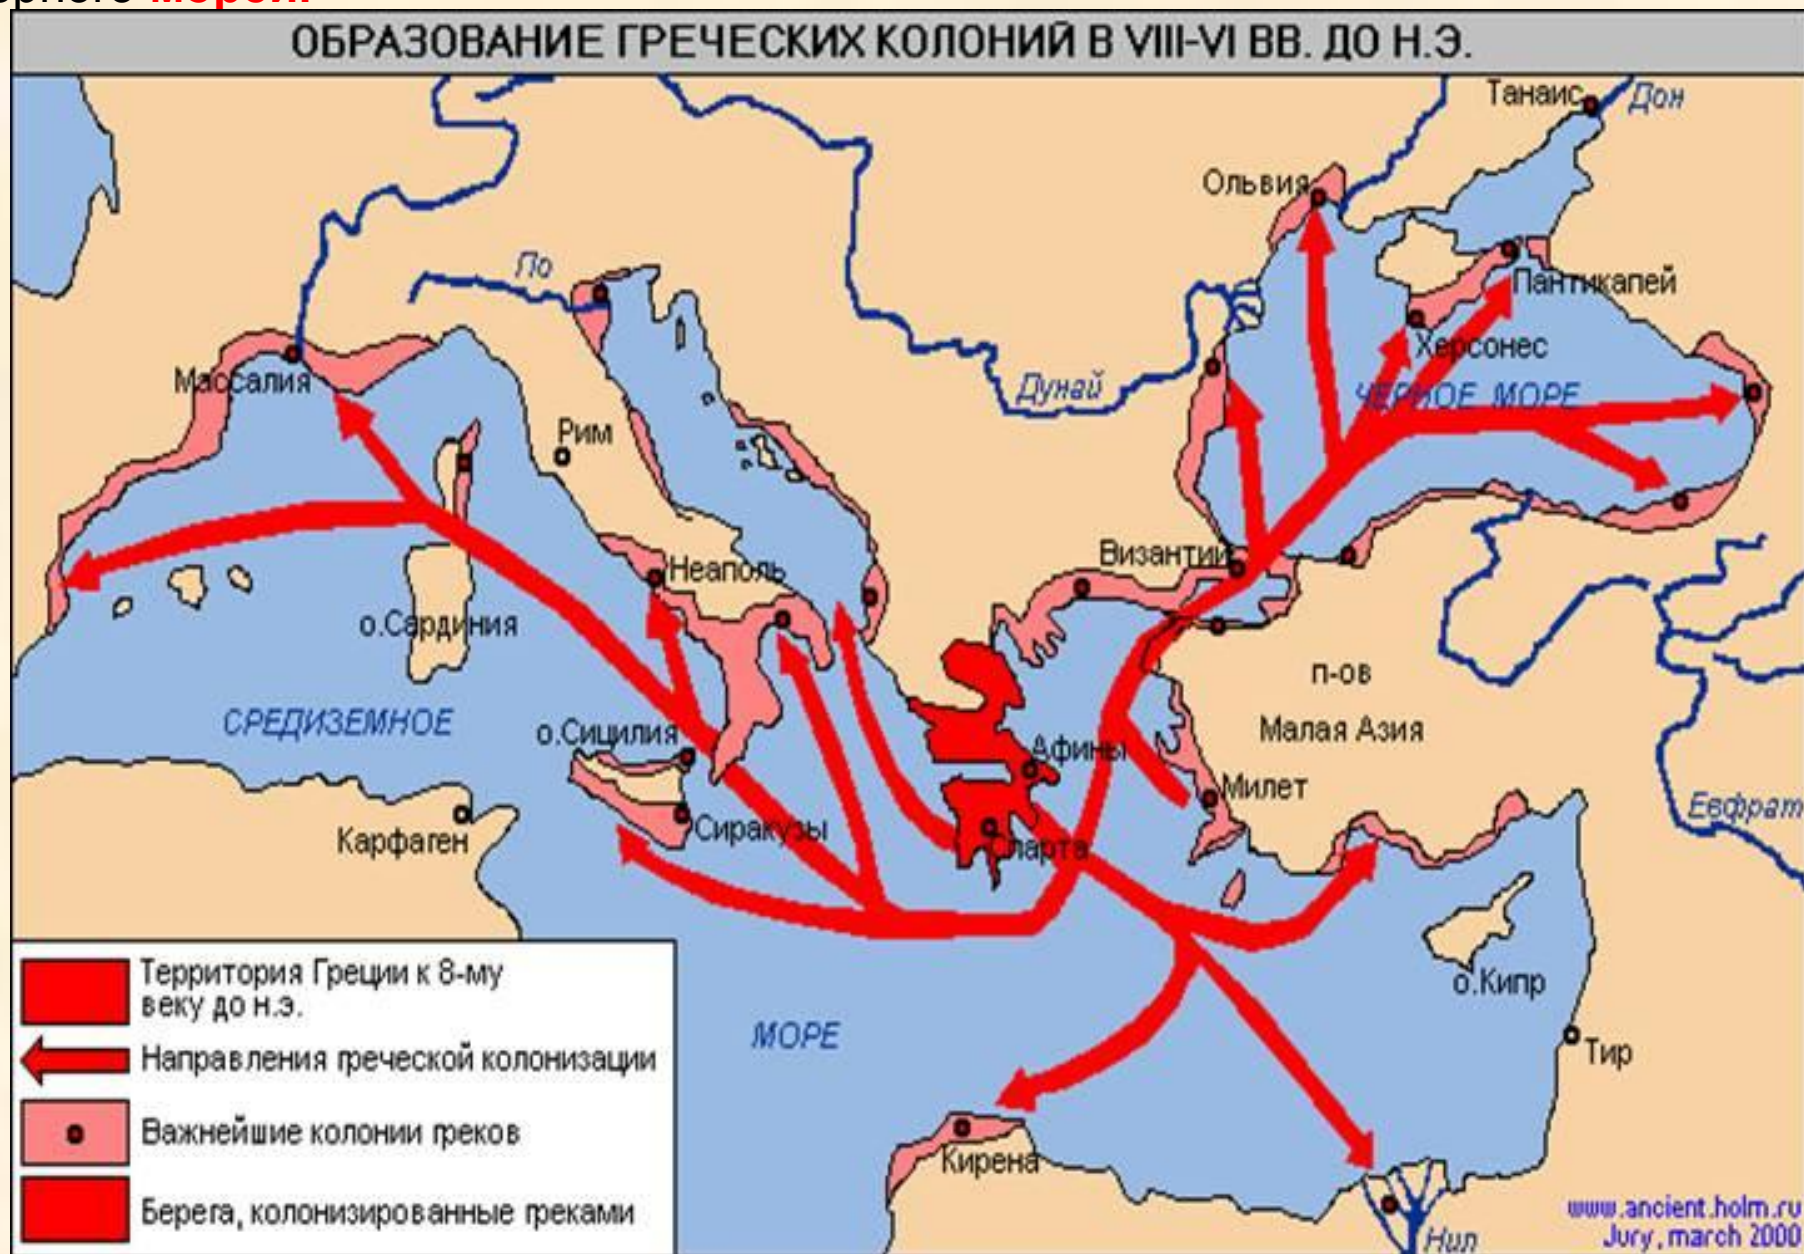 ерного морей.
ОБРАЗОВАНИЕ ГРЕЧЕСКИХ КОЛОНИЙ В VIII-VI ВВ. ДО Н.Э.
Танаис
Дон
Ольвия
По
Пантикапей
Херсонес
Массалия
Дунай
ЧЕРНОЕ МОРЕ
Рим
Византий
Неаполь
о.Сардиния
п-ов
Малая Азия
СРЕДИЗЕМНОЕ
о.Сицилия
Афины
Милет
Евфрат
Карфаген
Сиракузы
Спарта
о.Кипр
МОРЕ
Тир
Кирена
Нил
Территория Греции к 8-му
веку до н.э.
Направления греческой колонизации
Важнейшие колонии греков
Берега, колонизированные греками
www.ancient.holm.ru
Jury, march 2000